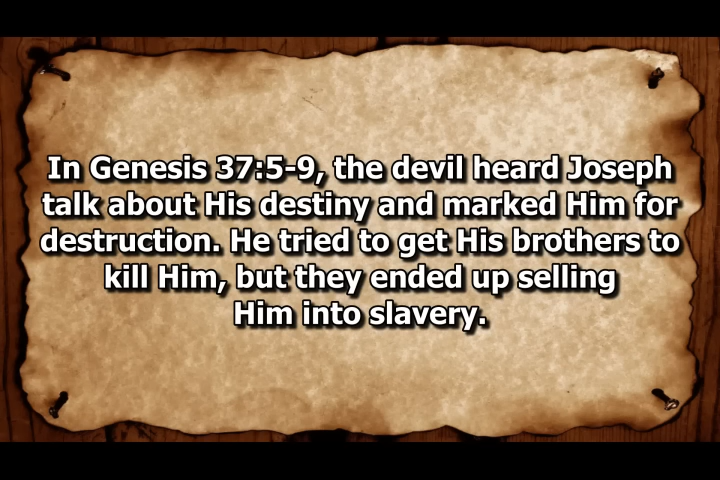 In Genesis 37:5-9, the devil heard Joseph
talk about His destiny and marked Him for
destruction. He tried to get His brothers to
kill Him, but they ended up selling
Him into slavery.